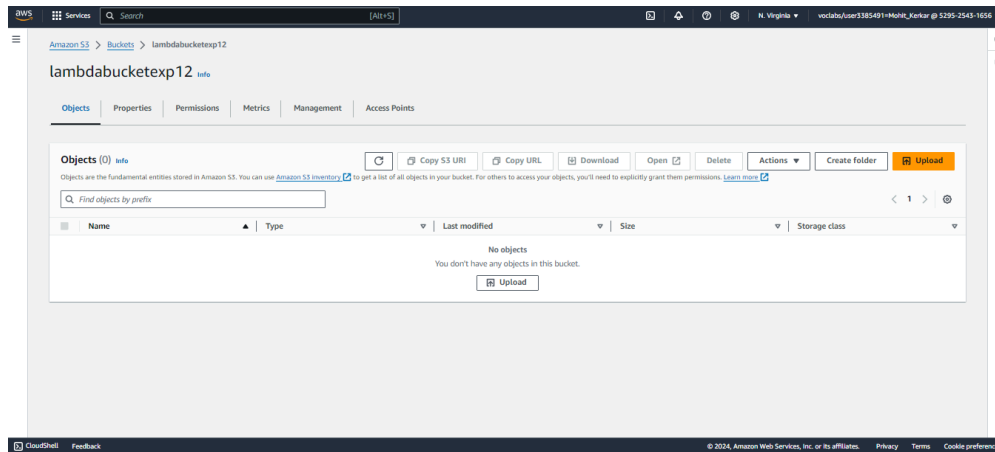 aws Services Search [Alt+S] N. Virginia voclabs/user3385491=Mohit_Kerkar @ 5295-2543-1656
Amazon S3 > Buckets > lambdabucketexp12
lambdabucketexp12 Info
Objects Properties Permissions Metrics Management Access Points
Objects (0) Info Copy S3 URI Copy URL Download Open Delete Actions Create folder Upload
Objects are the fundamental entities stored in Amazon S3. You can use Amazon S3 inventory to get a list of all objects in your bucket. For others to access your objects, you'll need to explicitly grant them permissions. Learn more
Find objects by prefix < 1 >
Name Type Last modified Size Storage class
No objects
You don't have any objects in this bucket.
Upload
CloudShell Feedback © 2024, Amazon Web Services, Inc. or its affiliates. Privacy Terms Cookie preferenc